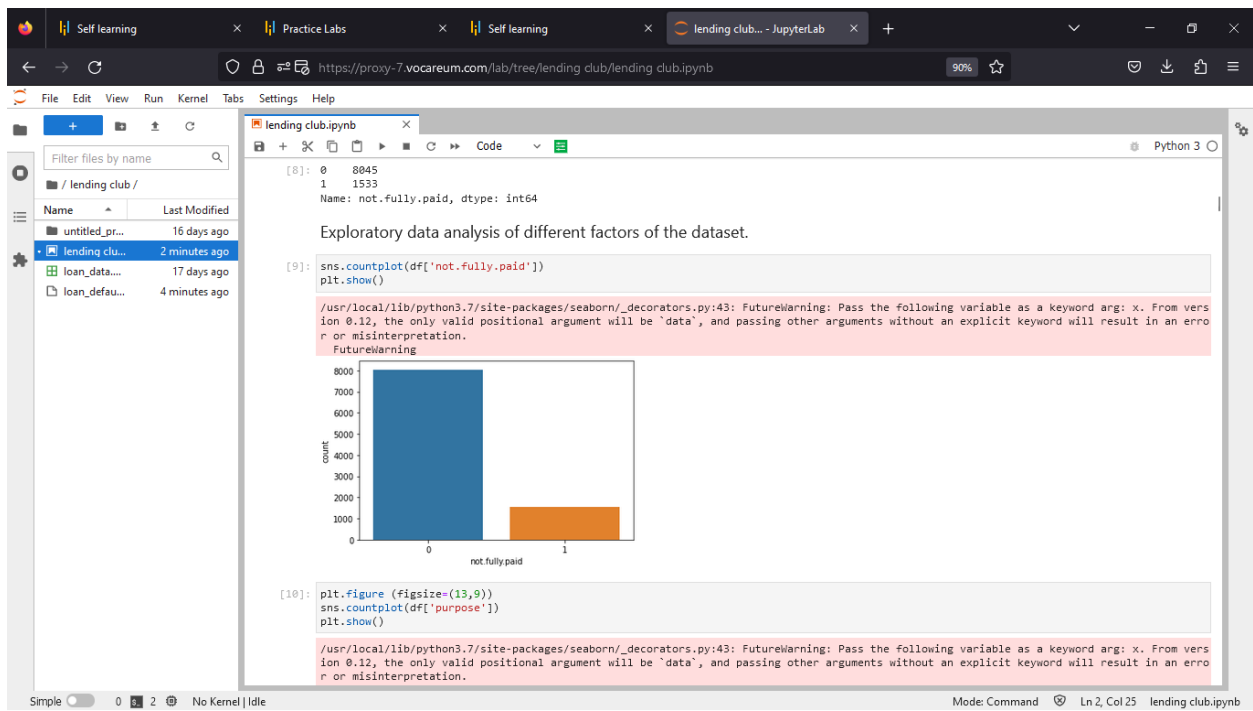 Self learning
Practice Labs
Self learning
lending club... - JupyterLab
https://proxy-7.vocareum.com/lab/tree/lending club/lending club.ipynb
90%
File Edit View Run Kernel Tabs Settings Help
Filter files by name
/ lending club /
Name Last Modified
untitled_pr... 16 days ago
lending clu... 2 minutes ago
loan_data.... 17 days ago
loan_defau... 4 minutes ago
lending club.ipynb
Code
Python 3
[8]: 0 8045
1 1533
Name: not.fully.paid, dtype: int64
Exploratory data analysis of different factors of the dataset.
[9]: sns.countplot(df['not.fully.paid'])
plt.show()
/usr/local/lib/python3.7/site-packages/seaborn/_decorators.py:43: FutureWarning: Pass the following variable as a keyword arg: x. From vers
ion 0.12, the only valid positional argument will be `data`, and passing other arguments without an explicit keyword will result in an erro
r or misinterpretation.
FutureWarning
8000
7000
6000
5000
4000
3000
2000
1000
0
count
0 1
not.fully.paid
[10]: plt.figure (figsize=(13,9))
sns.countplot(df['purpose'])
plt.show()
/usr/local/lib/python3.7/site-packages/seaborn/_decorators.py:43: FutureWarning: Pass the following variable as a keyword arg: x. From vers
ion 0.12, the only valid positional argument will be `data`, and passing other arguments without an explicit keyword will result in an erro
r or misinterpretation.
Simple 0 2 No Kernel | Idle Mode: Command Ln 2, Col 25 lending club.ipynb